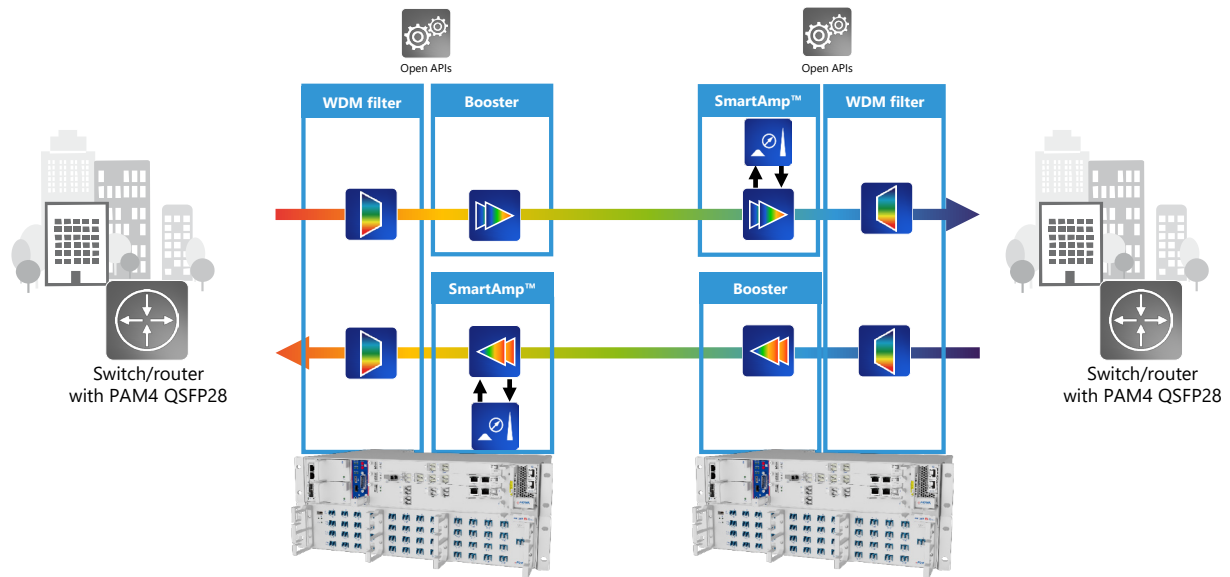 Open APIs
Open APIs
WDM filter
Booster
SmartAmp™
WDM filter
SmartAmp™
Booster
Switch/router
with PAM4 QSFP28
Switch/router
with PAM4 QSFP28